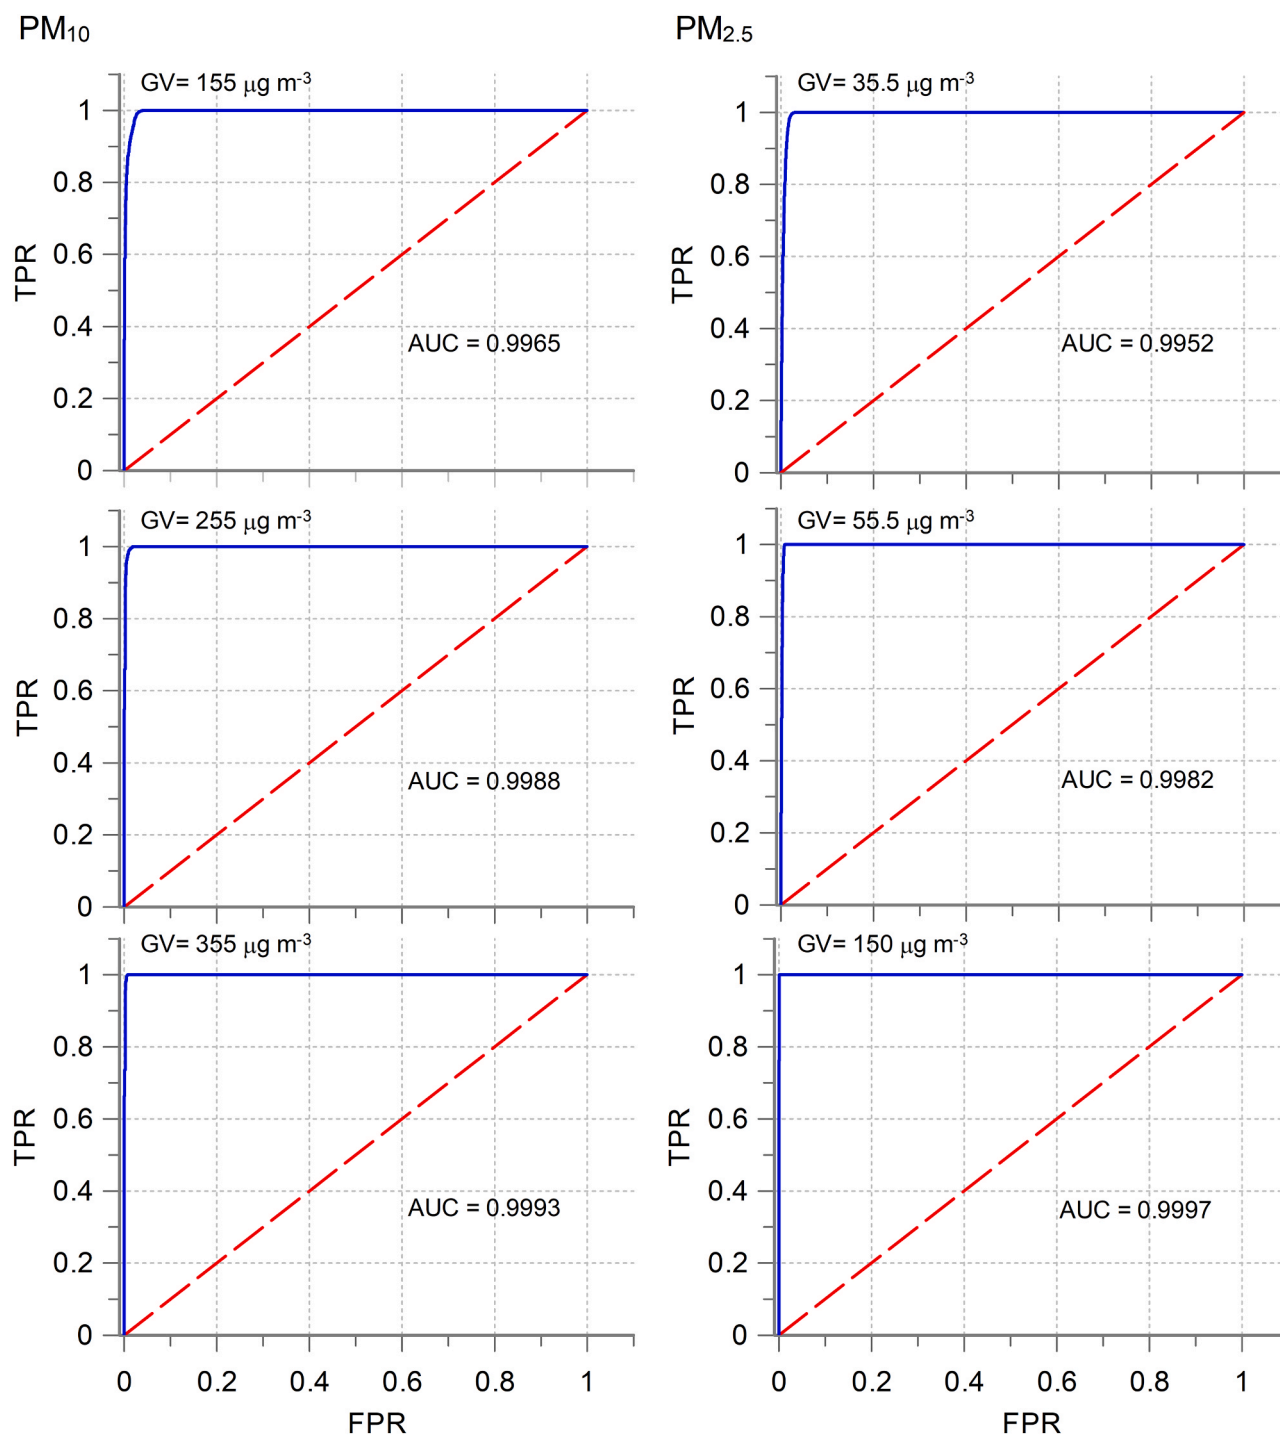 PM10
PM2.5
GV= 155 μg m-3
1
0.8
0.6
0.4
0.2
0
TPR
AUC = 0.9965
GV= 35.5 μg m-3
1
0.8
0.6
0.4
0.2
0
TPR
AUC = 0.9952
GV= 255 μg m-3
1
0.8
0.6
0.4
0.2
0
TPR
AUC = 0.9988
GV= 55.5 μg m-3
1
0.8
0.6
0.4
0.2
0
TPR
AUC = 0.9982
GV= 355 μg m-3
1
0.8
0.6
0.4
0.2
0
TPR
AUC = 0.9993
0 0.2 0.4 0.6 0.8 1
FPR
GV= 150 μg m-3
1
0.8
0.6
0.4
0.2
0
TPR
AUC = 0.9997
0 0.2 0.4 0.6 0.8 1
FPR